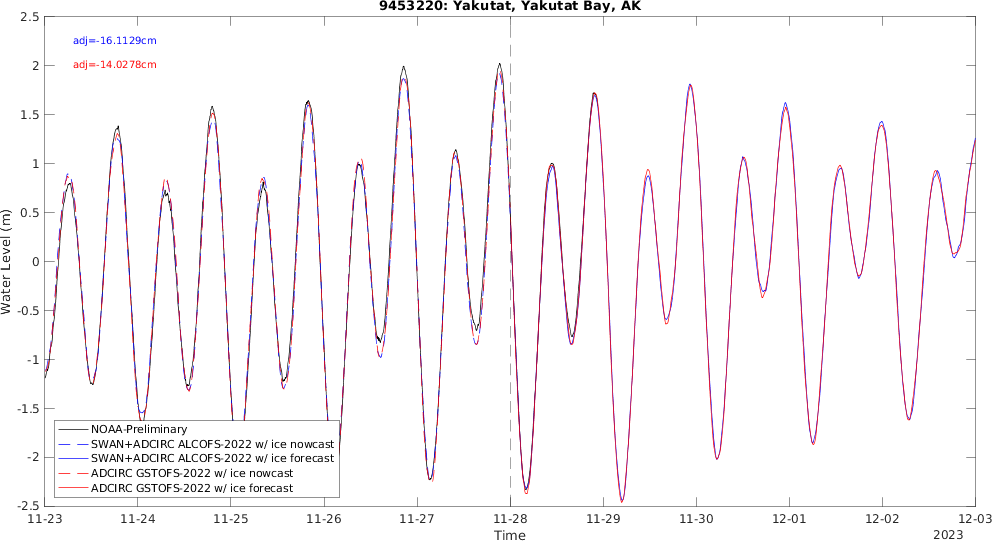 9453220: Yakutat, Yakutat Bay, AK
adj=-16.1129cm
adj=-14.0278cm
2.5
2
1.5
1
0.5
0
-0.5
-1
-1.5
-2
-2.5
Water Level (m)
NOAA-Preliminary
SWAN+ADCIRC ALCOFS-2022 w/ ice nowcast
SWAN+ADCIRC ALCOFS-2022 w/ ice forecast
ADCIRC GSTOFS-2022 w/ ice nowcast
ADCIRC GSTOFS-2022 w/ ice forecast
11-23 11-24 11-25 11-26 11-27 11-28 11-29 11-30 12-01 12-02 12-03
Time
2023